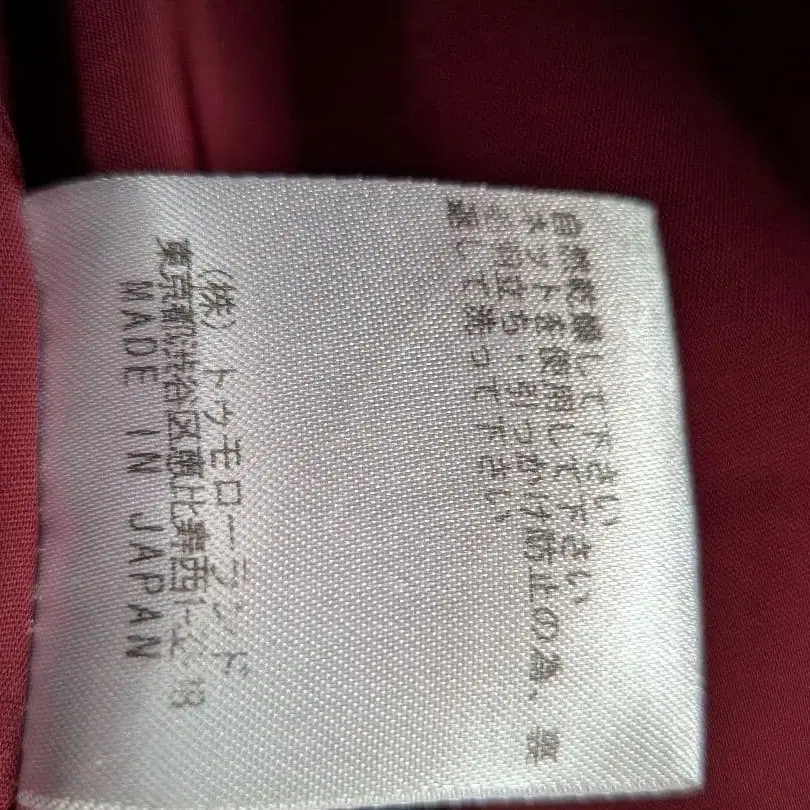 自然乾燥して下さい
ネットを使用して下さい
毛羽立ち、引っかけ防止の為、裏
返して洗って下さい
(株) トゥモローランド
東京都渋谷区恵比寿西1-
MADE IN JAPAN